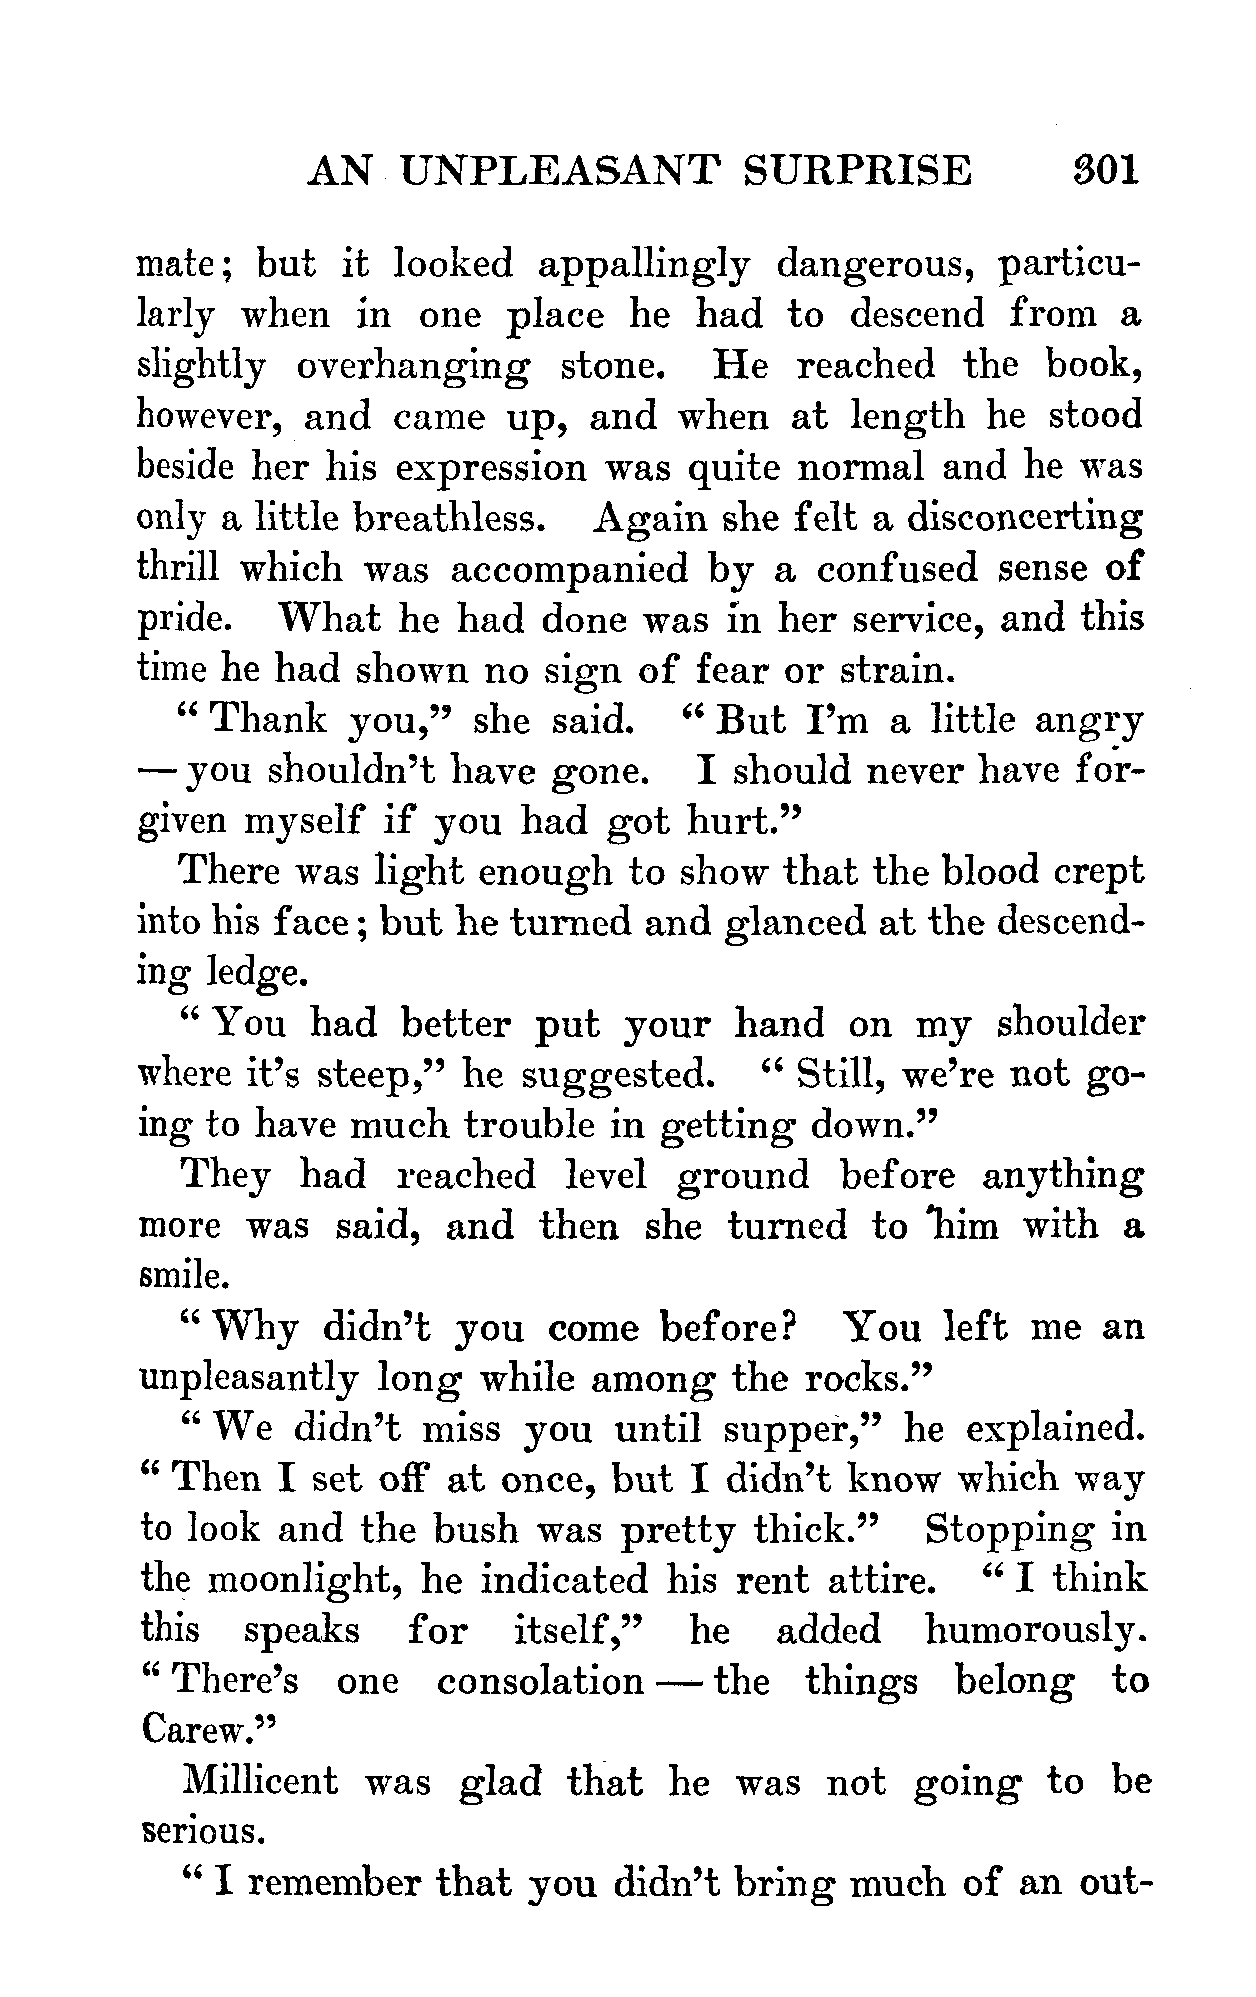 AN UNPLEASANT SURPRISE 301
mate; but it looked appallingly dangerous, particu-
larly when in one place he had to descend from a
slightly overhanging stone. He reached the book,
however, and came up, and when at length he stood
beside her his expression was quite normal and he was
only a little breathless. Again she felt a disconcerting
thrill which was accompanied by a confused sense of
pride. What he had done was in her service, and this
time he had shown no sign of fear or strain.
“Thank you,” she said. “But I’m a little angry
— you shouldn’t have gone. I should never have for-
given myself if you had got hurt.”
There was light enough to show that the blood crept
into his face; but he turned and glanced at the descend-
ing ledge.
“You had better put your hand on my shoulder
where it’s steep,” he suggested. “Still, we’re not go-
ing to have much trouble in getting down.”
They had reached level ground before anything
more was said, and then she turned to him with a
smile.
“Why didn’t you come before? You left me an
unpleasantly long while among the rocks.”
“We didn’t miss you until supper,” he explained.
“Then I set off at once, but I didn’t know which way
to look and the bush was pretty thick.” Stopping in
the moonlight, he indicated his rent attire. “I think
this speaks for itself,” he added humorously.
“There’s one consolation — the things belong to
Carew.”
Millicent was glad that he was not going to be
serious.
“I remember that you didn’t bring much of an out-